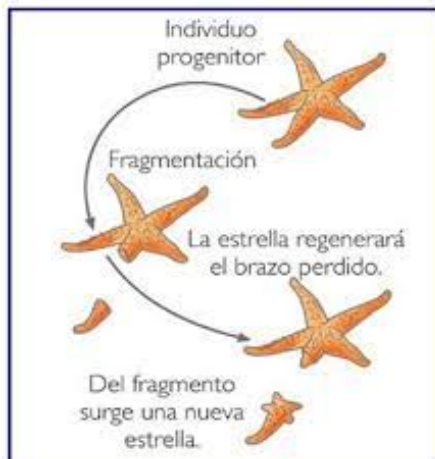 Individuo
progenitor
Fragmentación
La estrella regenerará
el brazo perdido.
Del fragmento
surge una nueva
estrella.